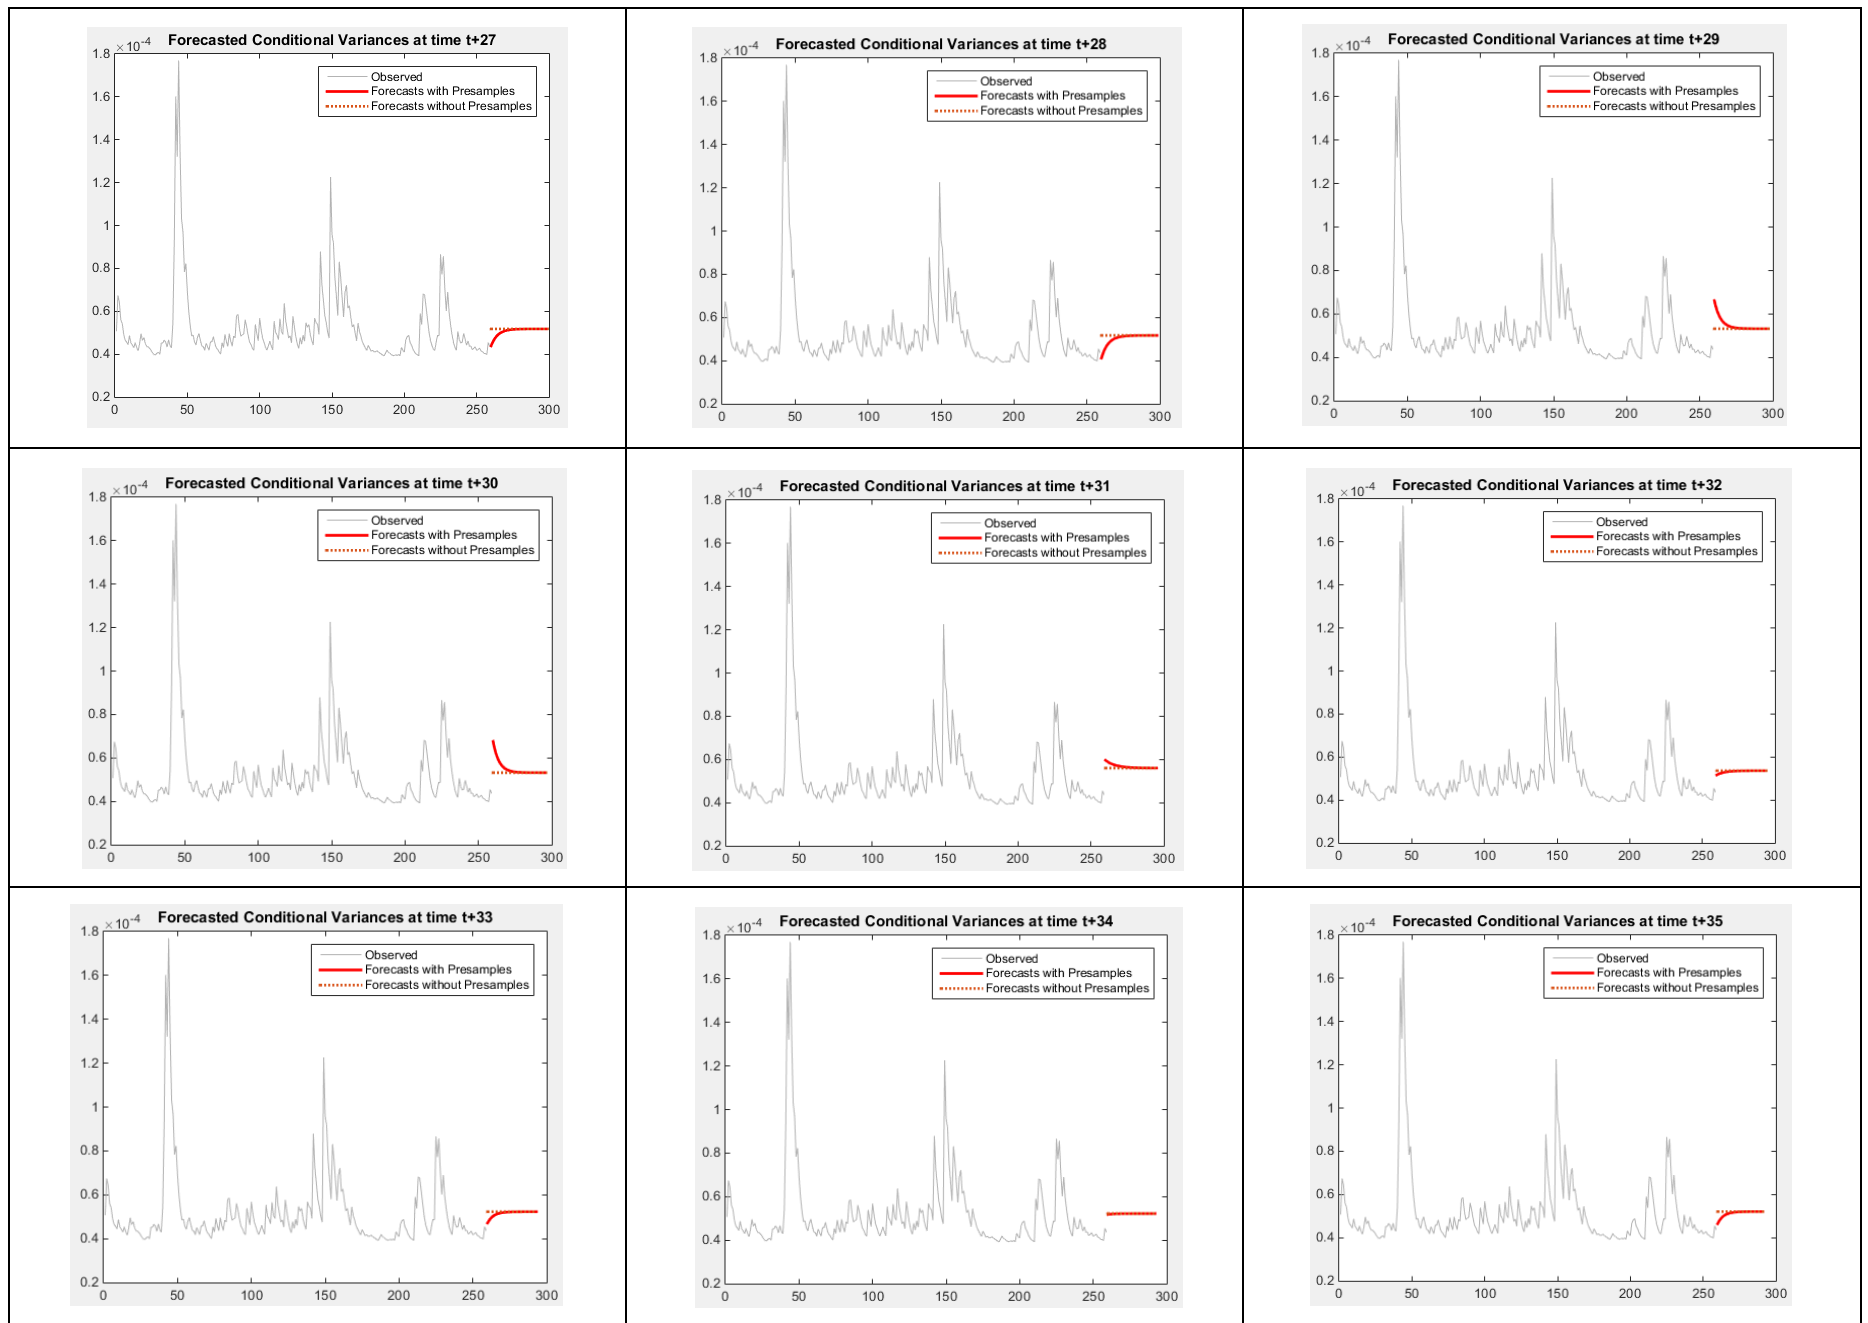 Forecasted Conditional Variances at time t+27
×10-4
1.8
1.6
1.4
1.2
1
0.8
0.6
0.4
0.2
0 50 100 150 200 250 300
Observed
Forecasts with Presamples
Forecasts without Presamples
Forecasted Conditional Variances at time t+28
×10-4
1.8
1.6
1.4
1.2
1
0.8
0.6
0.4
0.2
0 50 100 150 200 250 300
Observed
Forecasts with Presamples
Forecasts without Presamples
Forecasted Conditional Variances at time t+29
×10-4
1.8
1.6
1.4
1.2
1
0.8
0.6
0.4
0.2
0 50 100 150 200 250 300
Observed
Forecasts with Presamples
Forecasts without Presamples
Forecasted Conditional Variances at time t+30
×10-4
1.8
1.6
1.4
1.2
1
0.8
0.6
0.4
0.2
0 50 100 150 200 250 300
Observed
Forecasts with Presamples
Forecasts without Presamples
Forecasted Conditional Variances at time t+31
×10-4
1.8
1.6
1.4
1.2
1
0.8
0.6
0.4
0.2
0 50 100 150 200 250 300
Observed
Forecasts with Presamples
Forecasts without Presamples
Forecasted Conditional Variances at time t+32
×10-4
1.8
1.6
1.4
1.2
1
0.8
0.6
0.4
0.2
0 50 100 150 200 250 300
Observed
Forecasts with Presamples
Forecasts without Presamples
Forecasted Conditional Variances at time t+33
×10-4
1.8
1.6
1.4
1.2
1
0.8
0.6
0.4
0.2
0 50 100 150 200 250 300
Observed
Forecasts with Presamples
Forecasts without Presamples
Forecasted Conditional Variances at time t+34
×10-4
1.8
1.6
1.4
1.2
1
0.8
0.6
0.4
0.2
0 50 100 150 200 250 300
Observed
Forecasts with Presamples
Forecasts without Presamples
Forecasted Conditional Variances at time t+35
×10-4
1.8
1.6
1.4
1.2
1
0.8
0.6
0.4
0.2
0 50 100 150 200 250 300
Observed
Forecasts with Presamples
Forecasts without Presamples